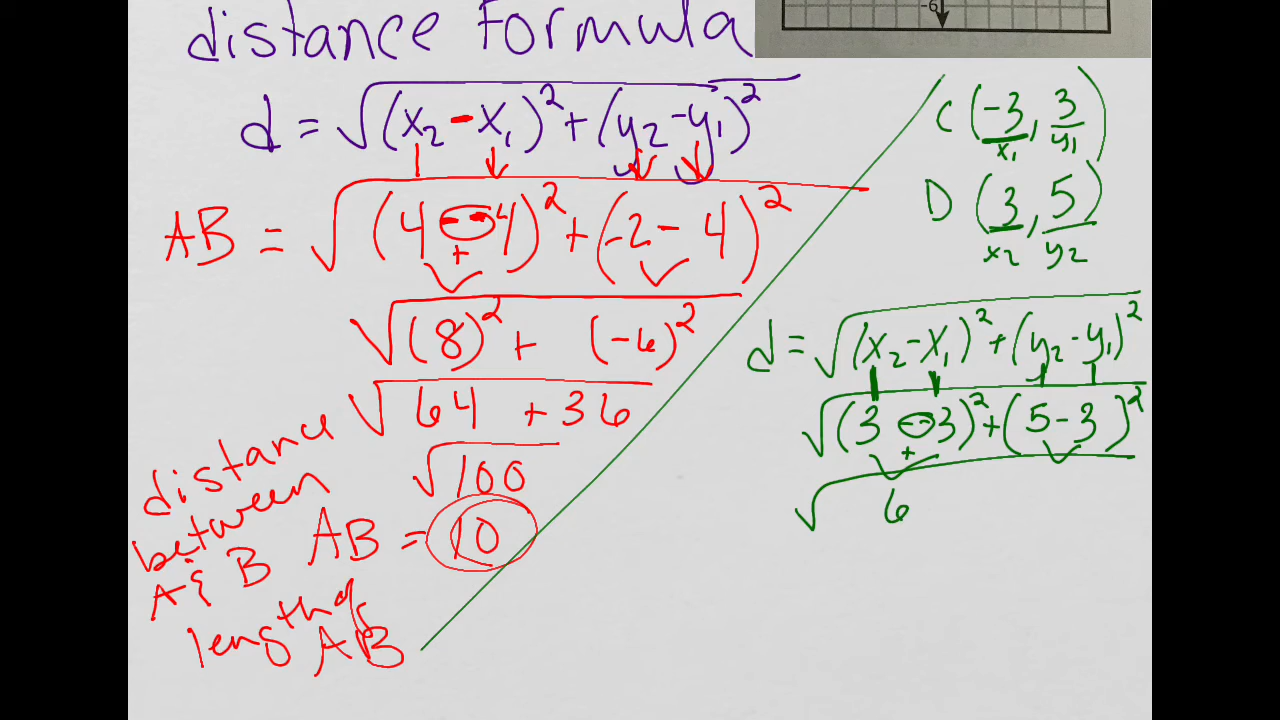 distance formula
d = √(x₂ - x₁)² + (y₂ - y₁)²
AB = √(4 - -4)² + (-2 - 4)²
+
√(8)² + (-6)²
√64 + 36
√100
AB = 10
distance
between
A & B
length of
AB
-6
C (-3, 3)
x₁ y₁
D (3, 5)
x₂ y₂
d = √(x₂ - x₁)² + (y₂ - y₁)²
√(3 - -3)² + (5 - 3)²
+
√ 6